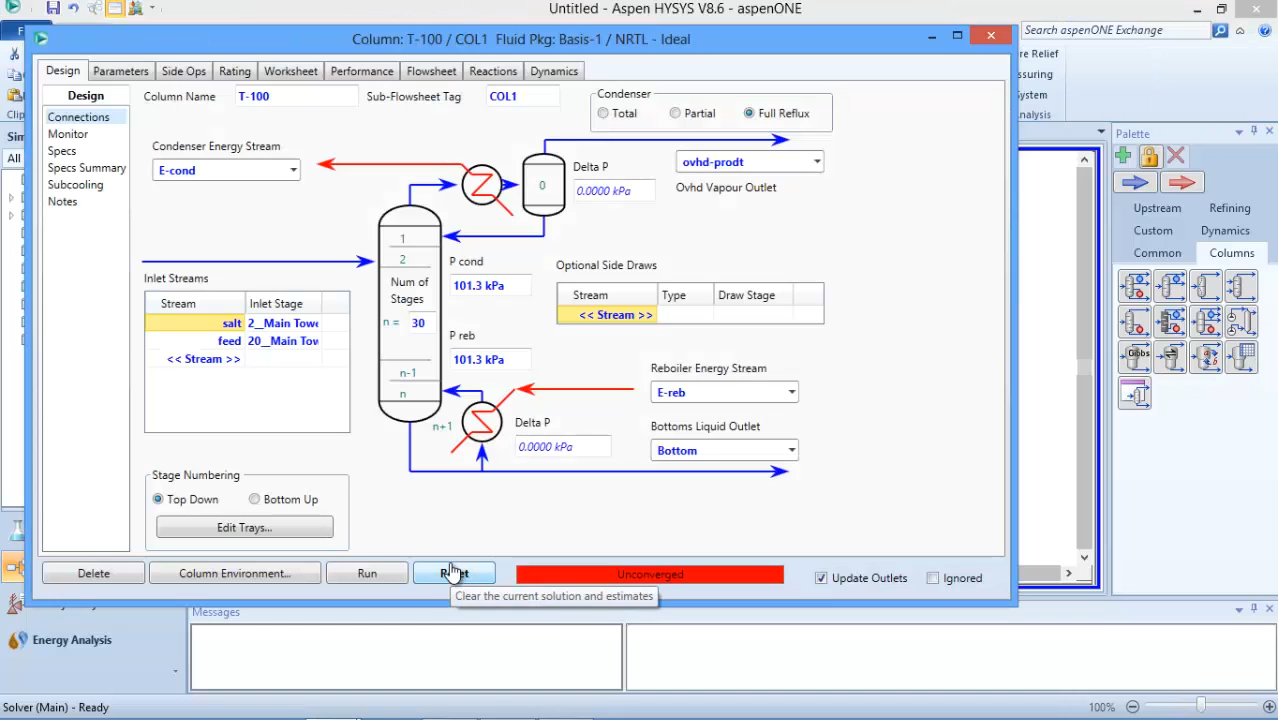 Untitled - Aspen HYSYS V8.6 - aspenONE
Search aspenONE Exchange
Column: T-100 / COL1 Fluid Pkg: Basis-1 / NRTL - Ideal
Design
Parameters
Side Ops
Rating
Worksheet
Performance
Flowsheet
Reactions
Dynamics
Design
Connections
Monitor
Specs
Specs Summary
Subcooling
Notes
Column Name
T-100
Sub-Flowsheet Tag
COL1
Condenser
Total
Partial
Full Reflux
Condenser Energy Stream
E-cond
Delta P
0.0000 kPa
0
ovhd-prodt
Ovhd Vapour Outlet
1
2
Num of
Stages
n = 30
n-1
n
n+1
P cond
101.3 kPa
P reb
101.3 kPa
Optional Side Draws
Stream Type Draw Stage
<< Stream >>
Inlet Streams
Stream Inlet Stage
salt 2__Main Towe
feed 20__Main Tow
<< Stream >>
Reboiler Energy Stream
E-reb
Delta P
0.0000 kPa
Bottoms Liquid Outlet
Bottom
Stage Numbering
Top Down
Bottom Up
Edit Trays...
Delete
Column Environment...
Run
Unconverged
Update Outlets
Ignored
Clear the current solution and estimates
Palette
Upstream
Refining
Custom
Dynamics
Common
Columns
Gibbs
All
Energy Analysis
Messages
Solver (Main) - Ready
100%